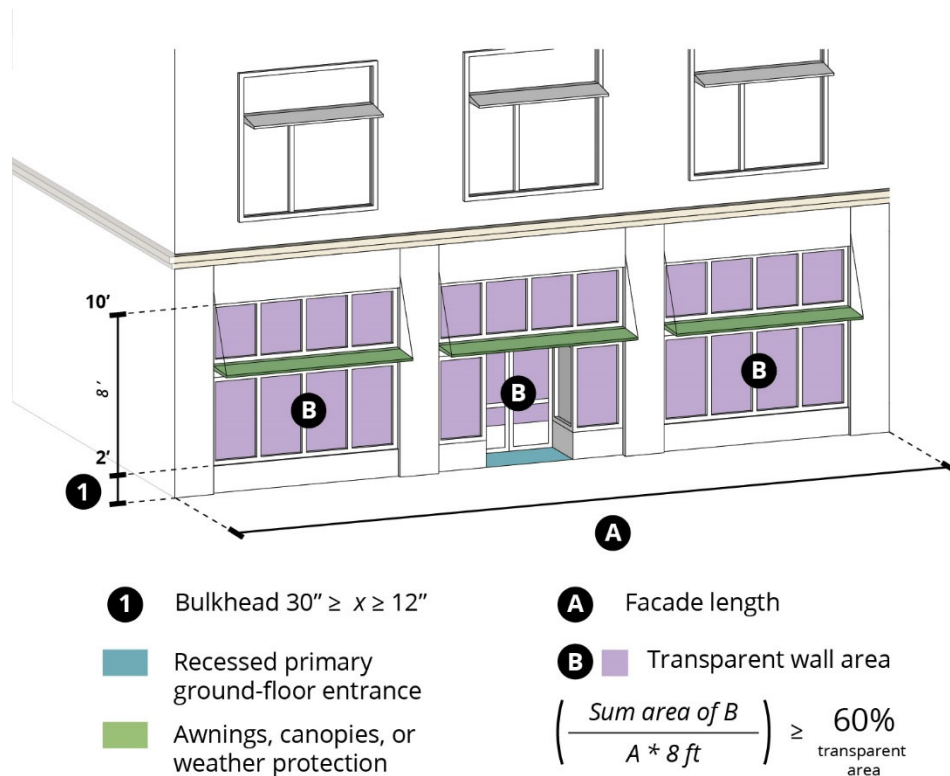 10’
8’
2’
1
B
B
B
A
1 Bulkhead 30” ≥ x ≥ 12”
Recessed primary
ground-floor entrance
Awnings, canopies, or
weather protection
A Facade length
B Transparent wall area
( Sum area of B / A * 8 ft ) ≥ 60%
transparent
area